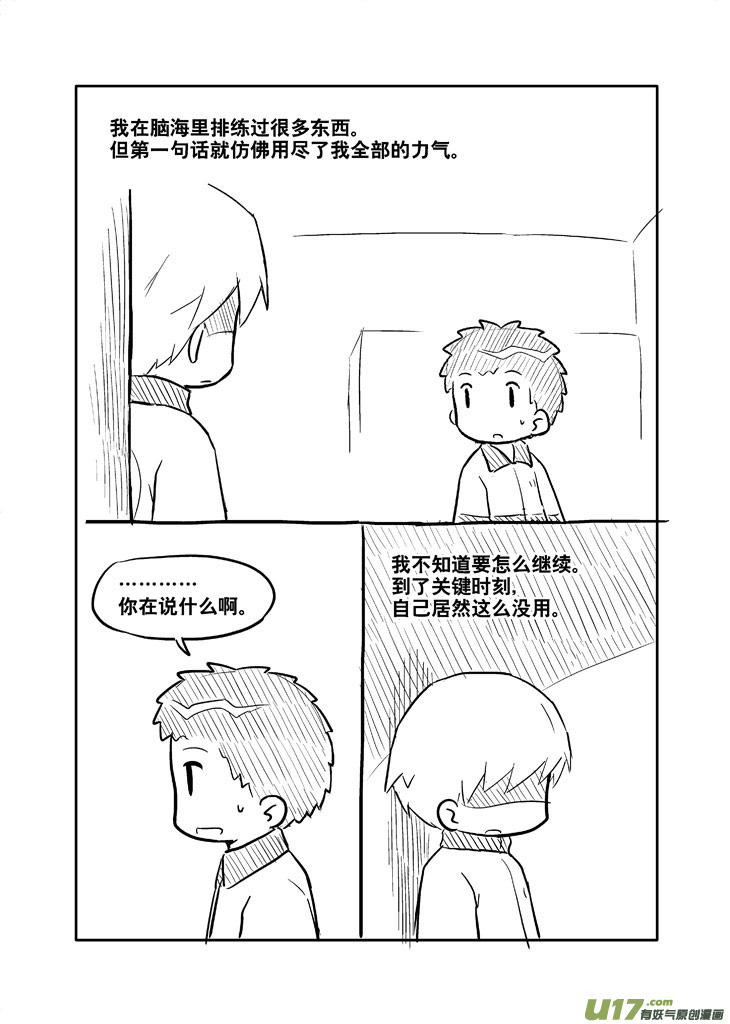 我在脑海里排练过很多东西。
但第一句话就仿佛用尽了我全部的力气。
…………
你在说什么啊。
我不知道要怎么继续。
到了关键时刻,
自己居然这么没用。
U17.com
有妖气原创漫画